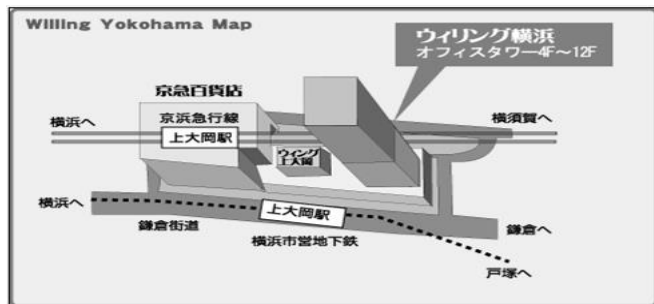 Willing Yokohama Map
ウィリング横浜
オフィスタワー4F～12F
京急百貨店
京浜急行線
横浜へ
上大岡駅
横須賀へ
ウィング
上大岡
横浜へ
上大岡駅
鎌倉街道
横浜市営地下鉄
鎌倉へ
戸塚へ